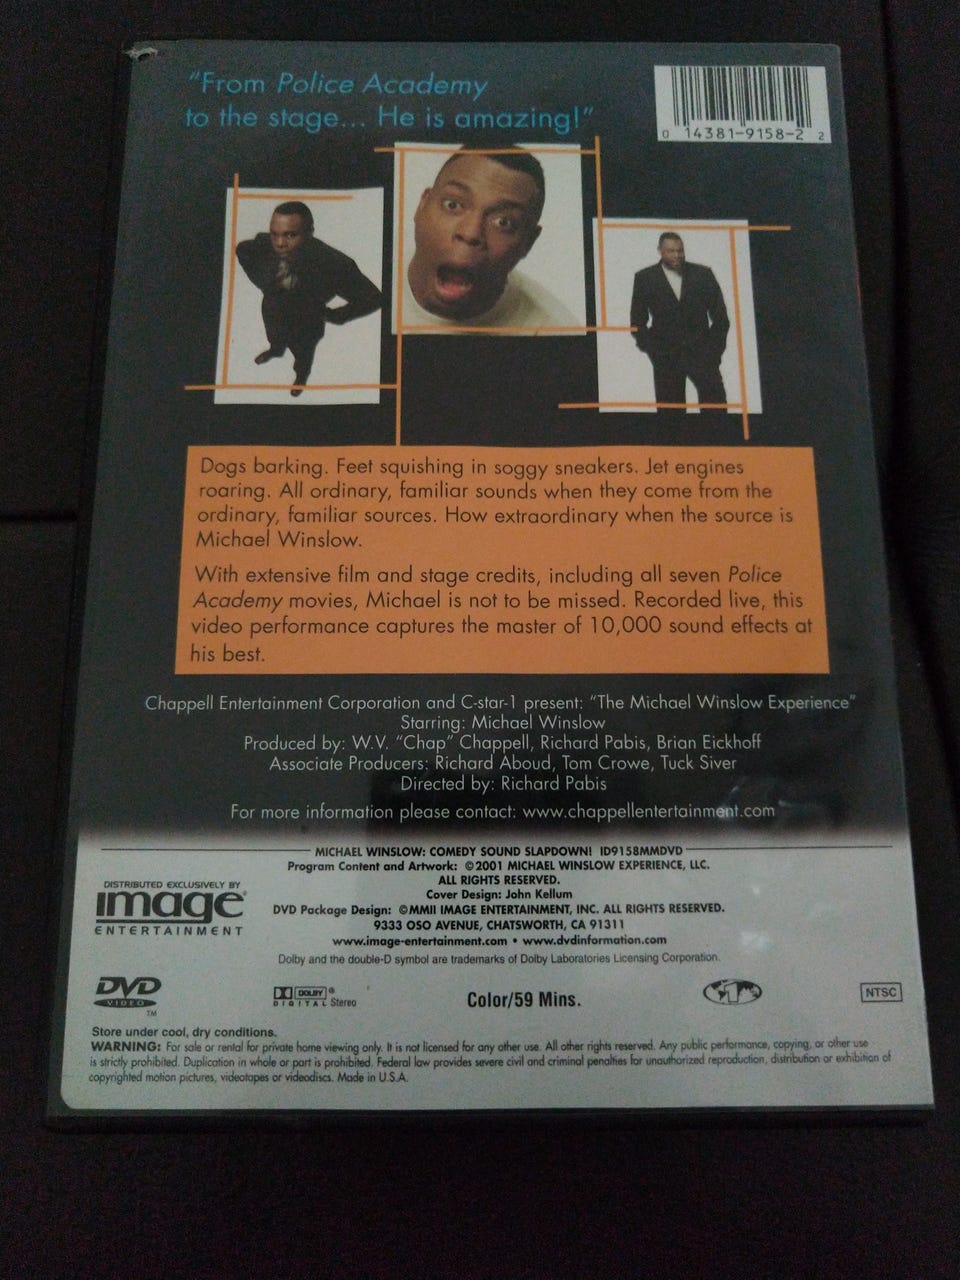 "From Police Academy
to the stage... He is amazing!"
0 14381-9158-2 2
Dogs barking. Feet squishing in soggy sneakers. Jet engines
roaring. All ordinary, familiar sounds when they come from the
ordinary, familiar sources. How extraordinary when the source is
Michael Winslow.
With extensive film and stage credits, including all seven Police
Academy movies, Michael is not to be missed. Recorded live, this
video performance captures the master of 10,000 sound effects at
his best.
Chappell Entertainment Corporation and C-star-1 present: "The Michael Winslow Experience"
Starring: Michael Winslow
Produced by: W.V. "Chap" Chappell, Richard Pabis, Brian Eickhoff
Associate Producers: Richard Aboud, Tom Crowe, Tuck Siver
Directed by: Richard Pabis
For more information please contact: www.chappellentertainment.com
MICHAEL WINSLOW: COMEDY SOUND SLAPDOWN! ID9158MMDVD
Program Content and Artwork: ©2001 MICHAEL WINSLOW EXPERIENCE, LLC.
ALL RIGHTS RESERVED.
Cover Design: John Kellum
DVD Package Design: ©MMII IMAGE ENTERTAINMENT, INC. ALL RIGHTS RESERVED.
9333 OSO AVENUE, CHATSWORTH, CA 91311
www.image-entertainment.com • www.dvdinformation.com
Dolby and the double-D symbol are trademarks of Dolby Laboratories Licensing Corporation.
DISTRIBUTED EXCLUSIVELY BY
image®
ENTERTAINMENT
DVD
VIDEO
TM
DOLBY®
DIGITAL Stereo
Color/59 Mins.
NTSC
Store under cool, dry conditions.
WARNING: For sale or rental for private home viewing only. It is not licensed for any other use. All other rights reserved. Any public performance, copying, or other use
is strictly prohibited. Duplication in whole or part is prohibited. Federal law provides severe civil and criminal penalties for unauthorized reproduction, distribution or exhibition of
copyrighted motion pictures, videotapes or videodiscs. Made in U.S.A.